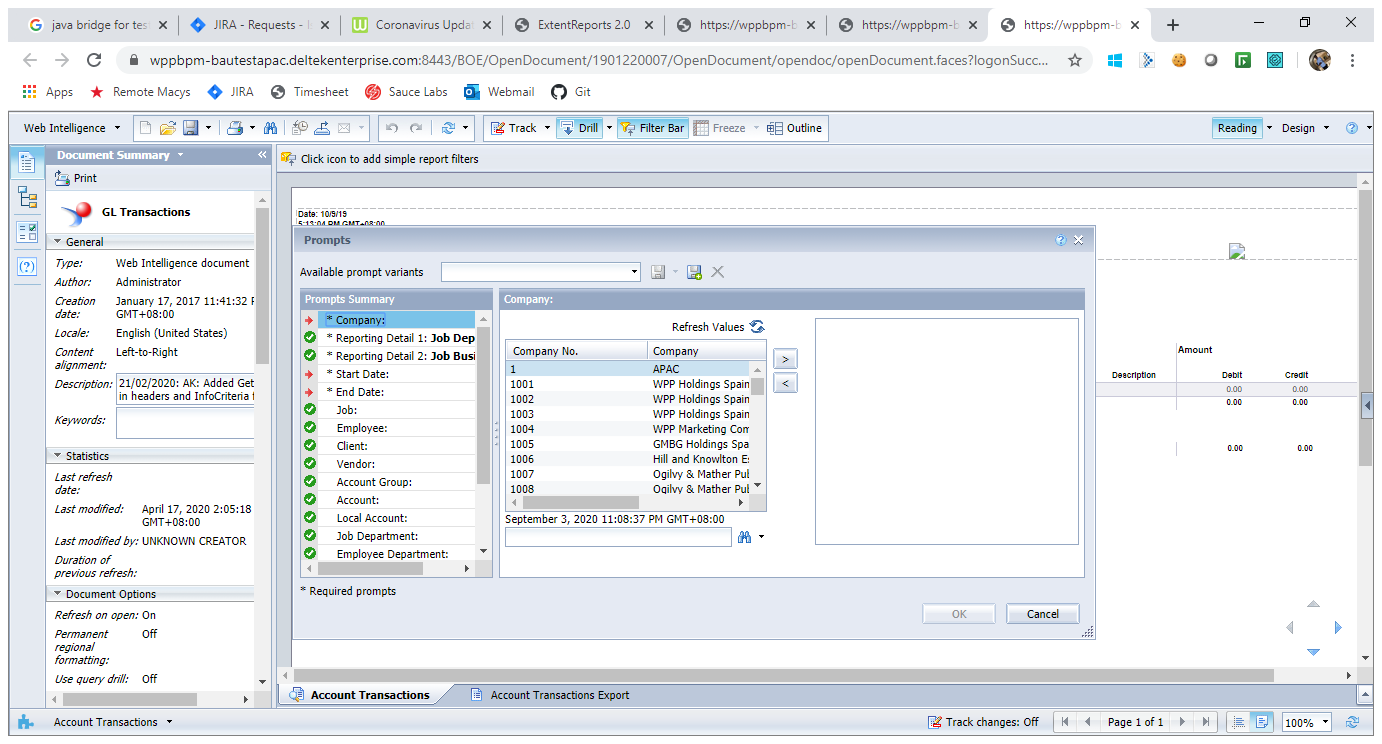 java bridge for test
JIRA - Requests - I
Coronavirus Updat
ExtentReports 2.0
https://wppbpm-b
https://wppbpm-b
https://wppbpm-b
wppbpm-bautestapac.deltekenterprise.com:8443/BOE/OpenDocument/1901220007/OpenDocument/opendoc/openDocument.faces?logonSucc...
Apps
Remote Macys
JIRA
Timesheet
Sauce Labs
Webmail
Git
Web Intelligence
Track
Drill
Filter Bar
Freeze
Outline
Reading
Design
Document Summary
Click icon to add simple report filters
Print
GL Transactions
General
Type: Web Intelligence document
Author: Administrator
Creation date: January 17, 2017 11:41:32 P
GMT+08:00
Locale: English (United States)
Content alignment: Left-to-Right
Description: 21/02/2020: AK: Added Get
in headers and InfoCriteria f
Keywords:
Statistics
Last refresh date:
Last modified: April 17, 2020 2:05:18
GMT+08:00
Last modified by: UNKNOWN CREATOR
Duration of previous refresh:
Document Options
Refresh on open: On
Permanent regional formatting: Off
Use query drill: Off
Date: 10/9/19
5:13:04 PM GMT+08:00
Prompts
Available prompt variants
Prompts Summary
* Company:
* Reporting Detail 1: Job Dep
* Reporting Detail 2: Job Busi
* Start Date:
* End Date:
Job:
Employee:
Client:
Vendor:
Account Group:
Account:
Local Account:
Job Department:
Employee Department:
* Required prompts
Company:
Refresh Values
Company No. Company
1 APAC
1001 WPP Holdings Spain
1002 WPP Holdings Spain
1003 WPP Holdings Spain
1004 WPP Marketing Com
1005 GMBG Holdings Spa
1006 Hill and Knowlton E
1007 Ogilvy & Mather Pub
1008 Ogilvy & Mather Pub
September 3, 2020 11:08:37 PM GMT+08:00
>
<
OK
Cancel
Amount
Description Debit Credit
0.00 0.00
0.00 0.00
0.00 0.00
Account Transactions
Account Transactions Export
Account Transactions
Track changes: Off
Page 1 of 1
100%